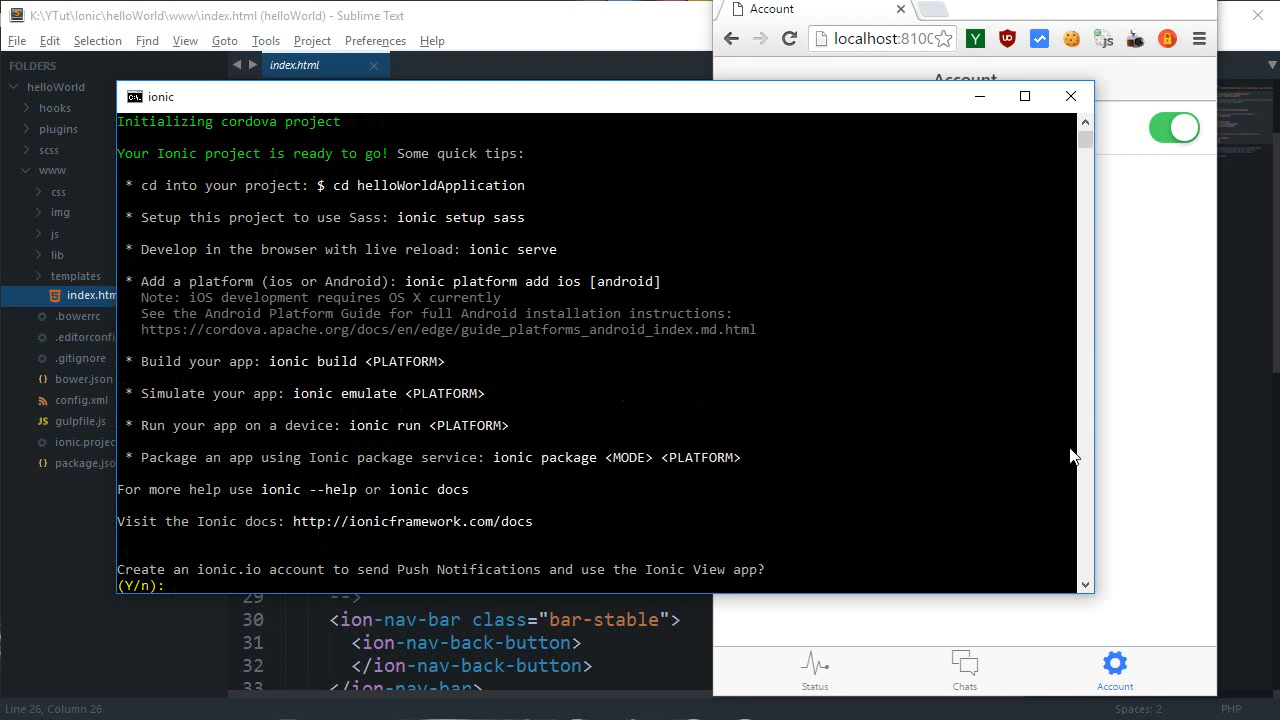 K:\YTut\Ionic\helloWorld\www\index.html (helloWorld) - Sublime Text
File Edit Selection Find View Goto Tools Project Preferences Help
FOLDERS
helloWorld
hooks
plugins
scss
www
css
img
js
lib
templates
index.htm
.bowerrc
.editorconfi
.gitignore
bower.json
config.xml
gulpfile.js
ionic.projec
package.jso
index.html
Account
localhost:8100
Account
ionic
Initializing cordova project
Your Ionic project is ready to go! Some quick tips:
* cd into your project: $ cd helloWorldApplication
* Setup this project to use Sass: ionic setup sass
* Develop in the browser with live reload: ionic serve
* Add a platform (ios or Android): ionic platform add ios [android]
Note: iOS development requires OS X currently
See the Android Platform Guide for full Android installation instructions:
https://cordova.apache.org/docs/en/edge/guide_platforms_android_index.md.html
* Build your app: ionic build <PLATFORM>
* Simulate your app: ionic emulate <PLATFORM>
* Run your app on a device: ionic run <PLATFORM>
* Package an app using Ionic package service: ionic package <MODE> <PLATFORM>
For more help use ionic --help or ionic docs
Visit the Ionic docs: http://ionicframework.com/docs
Create an ionic.io account to send Push Notifications and use the Ionic View app?
(Y/n):
29 -->
30 <ion-nav-bar class="bar-stable">
31 <ion-nav-back-button>
32 </ion-nav-back-button>
33 </ion-nav-bar>
Status
Chats
Account
Line 26, Column 26
Spaces: 2
PHP